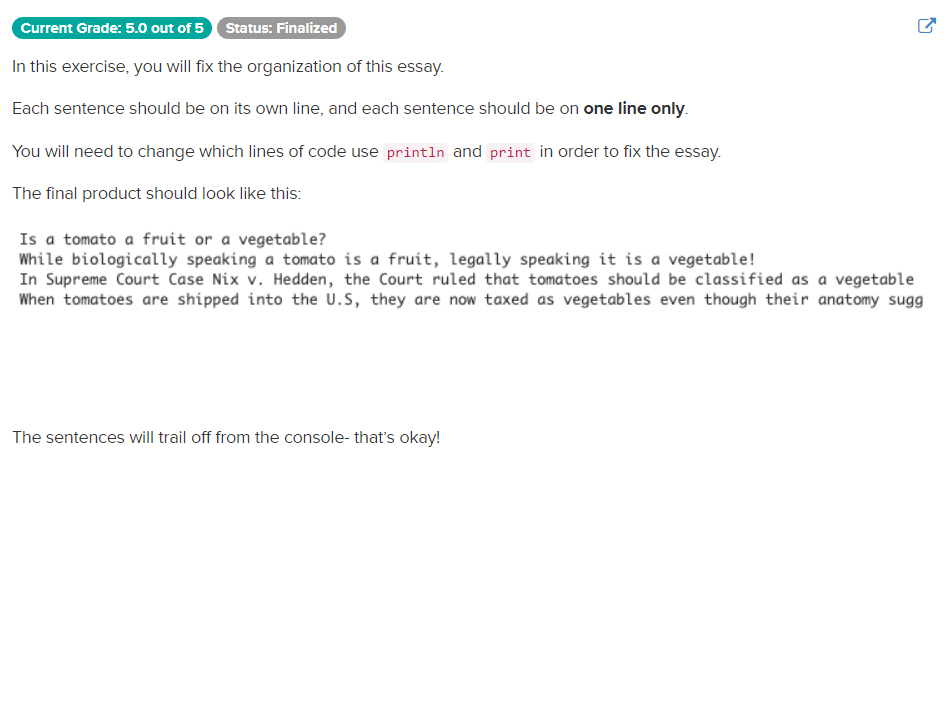 Current Grade: 5.0 out of 5 Status: Finalized
In this exercise, you will fix the organization of this essay.
Each sentence should be on its own line, and each sentence should be on one line only.
You will need to change which lines of code use println and print in order to fix the essay.
The final product should look like this:
Is a tomato a fruit or a vegetable?
While biologically speaking a tomato is a fruit, legally speaking it is a vegetable!
In Supreme Court Case Nix v. Hedden, the Court ruled that tomatoes should be classified as a vegetable
When tomatoes are shipped into the U.S, they are now taxed as vegetables even though their anatomy sugg
The sentences will trail off from the console- that's okay!